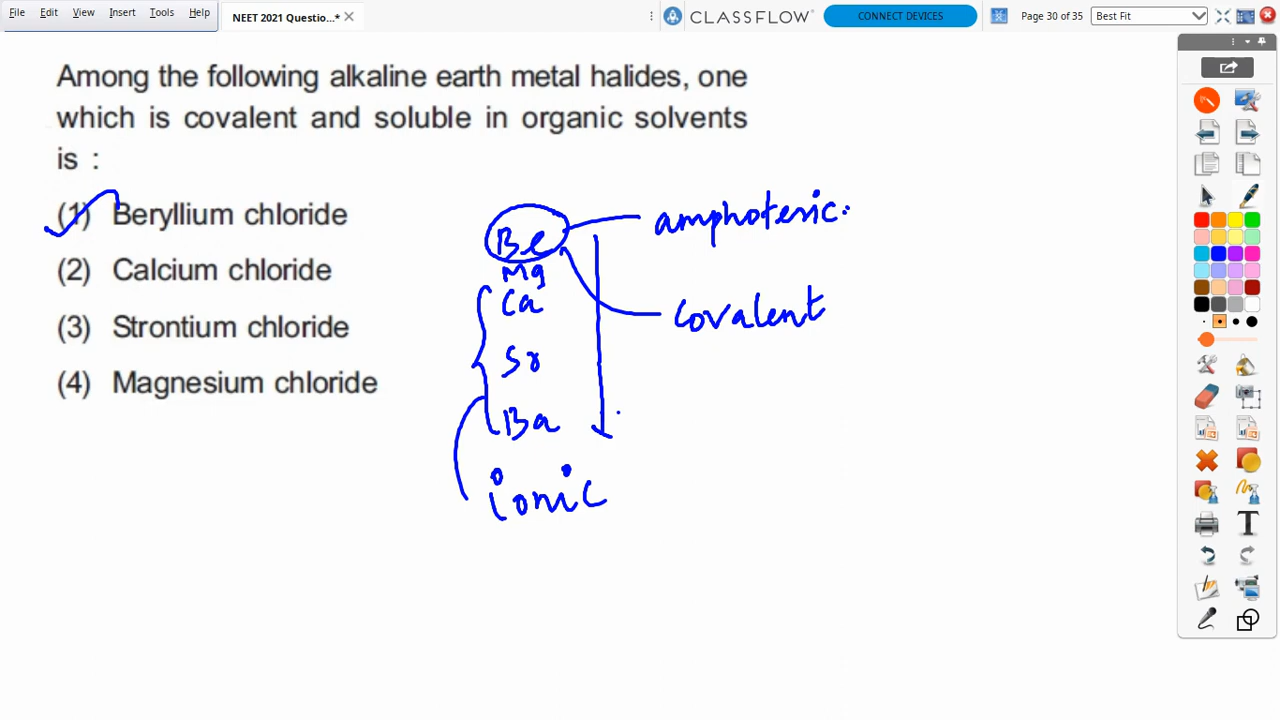 File Edit View Insert Tools Help
NEET 2021 Questio...*
CLASSFLOW
CONNECT DEVICES
Page 30 of 35
Best Fit
Among the following alkaline earth metal halides, one
which is covalent and soluble in organic solvents
is :
(1) Beryllium chloride
(2) Calcium chloride
(3) Strontium chloride
(4) Magnesium chloride
Be
amphoteric.
Mg
Ca
covalent
Sr
Ba
ionic